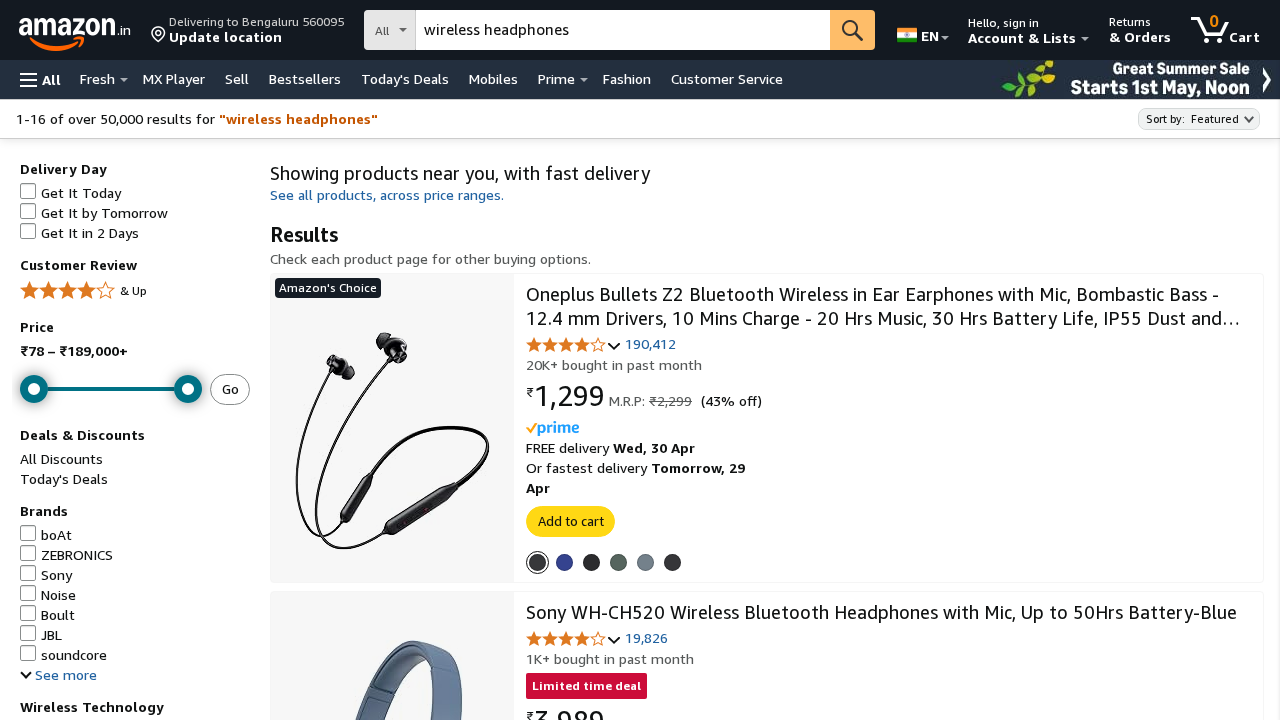 amazon.in
Delivering to Bengaluru 560095
Update location
All
wireless headphones
EN
Hello, sign in
Account & Lists
Returns
& Orders
0
Cart
All
Fresh
MX Player
Sell
Bestsellers
Today's Deals
Mobiles
Prime
Fashion
Customer Service
Great Summer Sale
Starts 1st May, Noon
1-16 of over 50,000 results for "wireless headphones"
Sort by: Featured
Delivery Day
Get It Today
Get It by Tomorrow
Get It in 2 Days
Customer Review
& Up
Price
₹78 – ₹189,000+
Go
Deals & Discounts
All Discounts
Today's Deals
Brands
boAt
ZEBRONICS
Sony
Noise
Boult
JBL
soundcore
See more
Wireless Technology
Showing products near you, with fast delivery
See all products, across price ranges.
Results
Check each product page for other buying options.
Amazon's Choice
Oneplus Bullets Z2 Bluetooth Wireless in Ear Earphones with Mic, Bombastic Bass -
12.4 mm Drivers, 10 Mins Charge - 20 Hrs Music, 30 Hrs Battery Life, IP55 Dust and…
190,412
20K+ bought in past month
₹1,299 M.R.P: ₹2,299 (43% off)
prime
FREE delivery Wed, 30 Apr
Or fastest delivery Tomorrow, 29
Apr
Add to cart
Sony WH-CH520 Wireless Bluetooth Headphones with Mic, Up to 50Hrs Battery-Blue
19,826
1K+ bought in past month
Limited time deal
₹3,989